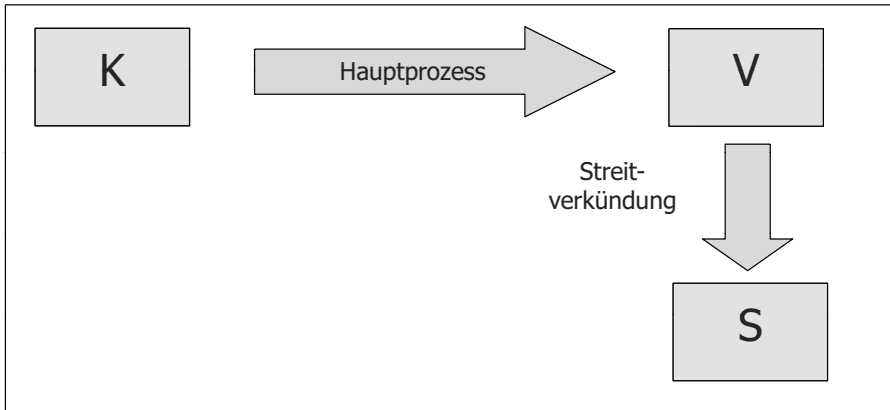 K
Hauptprozess
V
Streit-
verkündung
S